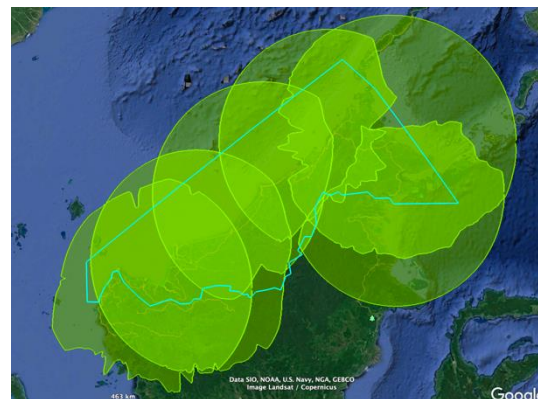 463 km
Data SIO, NOAA, U.S. Navy, NGA, GEBCO
Image Landsat / Copernicus
Google